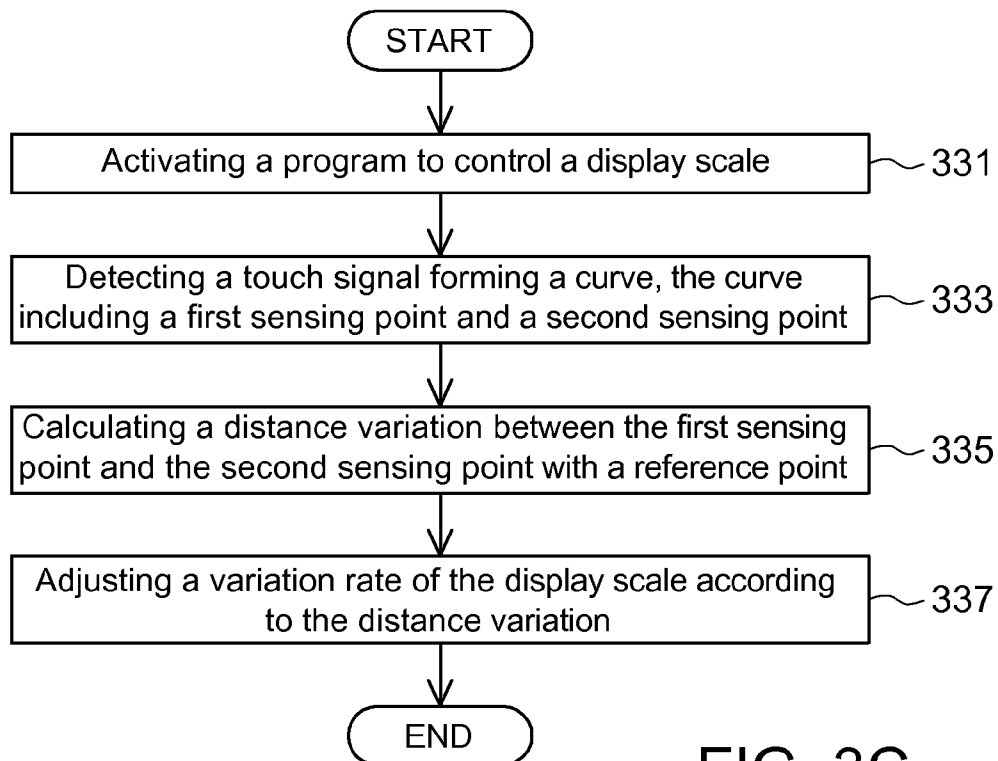 START
Activating a program to control a display scale
331
Detecting a touch signal forming a curve, the curve
including a first sensing point and a second sensing point
333
Calculating a distance variation between the first sensing
point and the second sensing point with a reference point
335
Adjusting a variation rate of the display scale according
to the distance variation
337
END
FIG. 3C